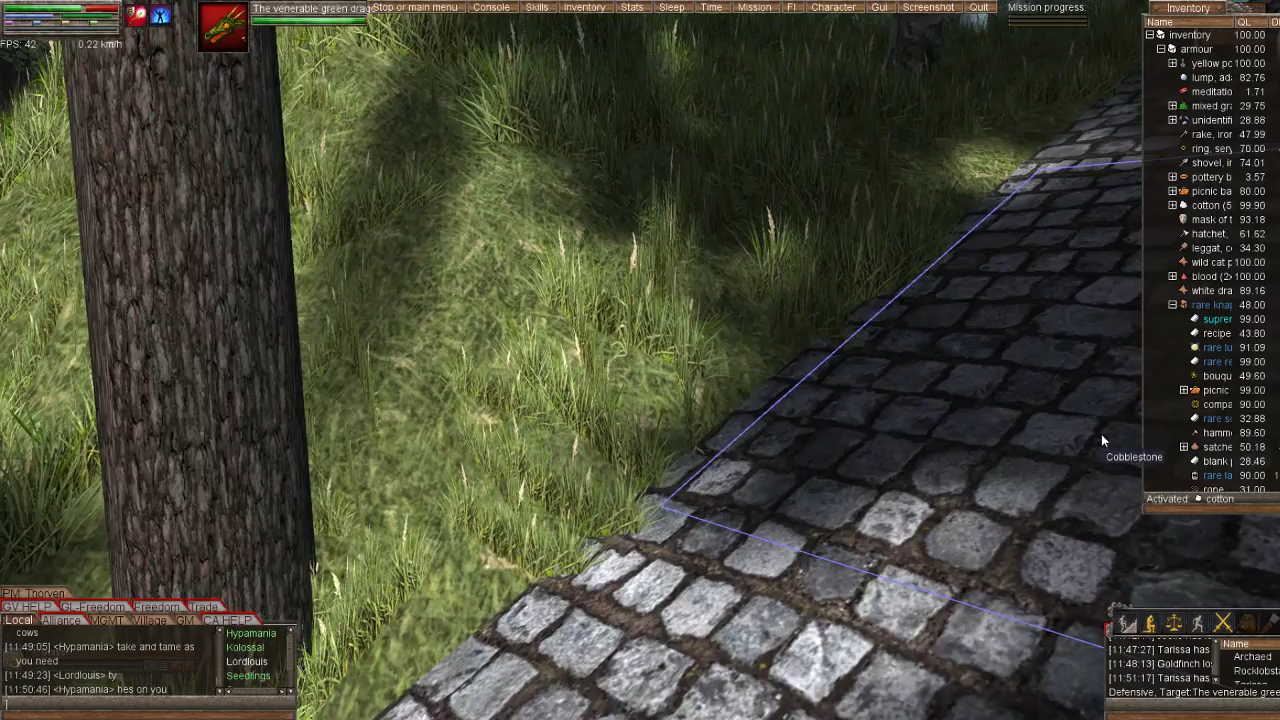 The venerable green drag
Stop or main menu Console Skills Inventory Stats Sleep Time Mission FI Character Gui Screenshot Quit
Mission progress:
FPS: 42 0.22 km/h
Inventory
Name QL
inventory 100.00
armour 100.00
yellow po 100.00
lump, ad 82.76
meditatio 1.71
mixed gr 29.75
unidentifi 28.88
rake, iror 47.99
ring, sery 70.00
shovel, ir 74.01
pottery b 3.57
picnic ba 80.00
cotton (5 99.90
mask of t 93.18
hatchet, 61.62
leggat, c 34.30
wild cat p 100.00
blood (2x 100.00
white dra 89.16
rare knap 48.00
suprer 99.00
recipe 43.80
rare lu 91.09
rare re 99.00
bouqu 49.60
picnic 99.00
compa 90.00
rare s 32.88
hamm 89.60
satche 50.18
blank p 28.46
rare la 90.00
rope 31.00
Activated cotton
Cobblestone
PM: Thorven
GV HELP GL-Freedom Freedom Trade
Local Alliance MGMT Village GM CA HELP
cows
[11:49:05] <Hypamania> take and tame as
you need
[11:49:23] <Lordlouis> ty
[11:50:46] <Hypamania> hes on you
Hypamania
Kolossal
Lordlouis
Seedlings
[11:47:27] Tarissa has
[11:48:13] Goldfinch lo
[11:51:17] Tarissa has
Defensive, Target:The venerable gree
Name
Archaed
Rocklobst